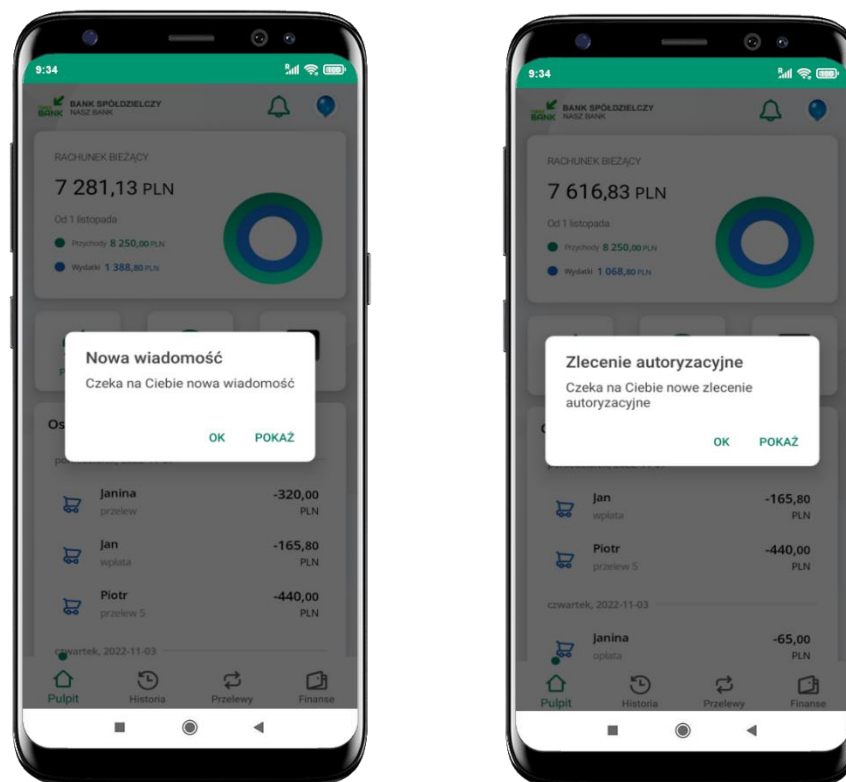 9:34
BANK SPÓŁDZIELCZY
BANK NASZ BANK
RACHUNEK BIEŻĄCY
7 281,13 PLN
Od 1 listopada
Przychody 8 250,00 PLN
Wydatki 1 388,80 PLN
Nowa wiadomość
Czeka na Ciebie nowa wiadomość
OK POKAŻ
Janina -320,00
przelew PLN
Jan -165,80
wpłata PLN
Piotr -440,00
przelew 5 PLN
czwartek, 2022-11-03
Pulpit Historia Przelewy Finanse
9:34
BANK SPÓŁDZIELCZY
BANK NASZ BANK
RACHUNEK BIEŻĄCY
7 616,83 PLN
Od 1 listopada
Przychody 8 250,00 PLN
Wydatki 1 068,80 PLN
Zlecenie autoryzacyjne
Czeka na Ciebie nowe zlecenie
autoryzacyjne
OK POKAŻ
Jan -165,80
wpłata PLN
Piotr -440,00
przelew 5 PLN
czwartek, 2022-11-03
Janina -65,00
opłata PLN
Pulpit Historia Przelewy Finanse